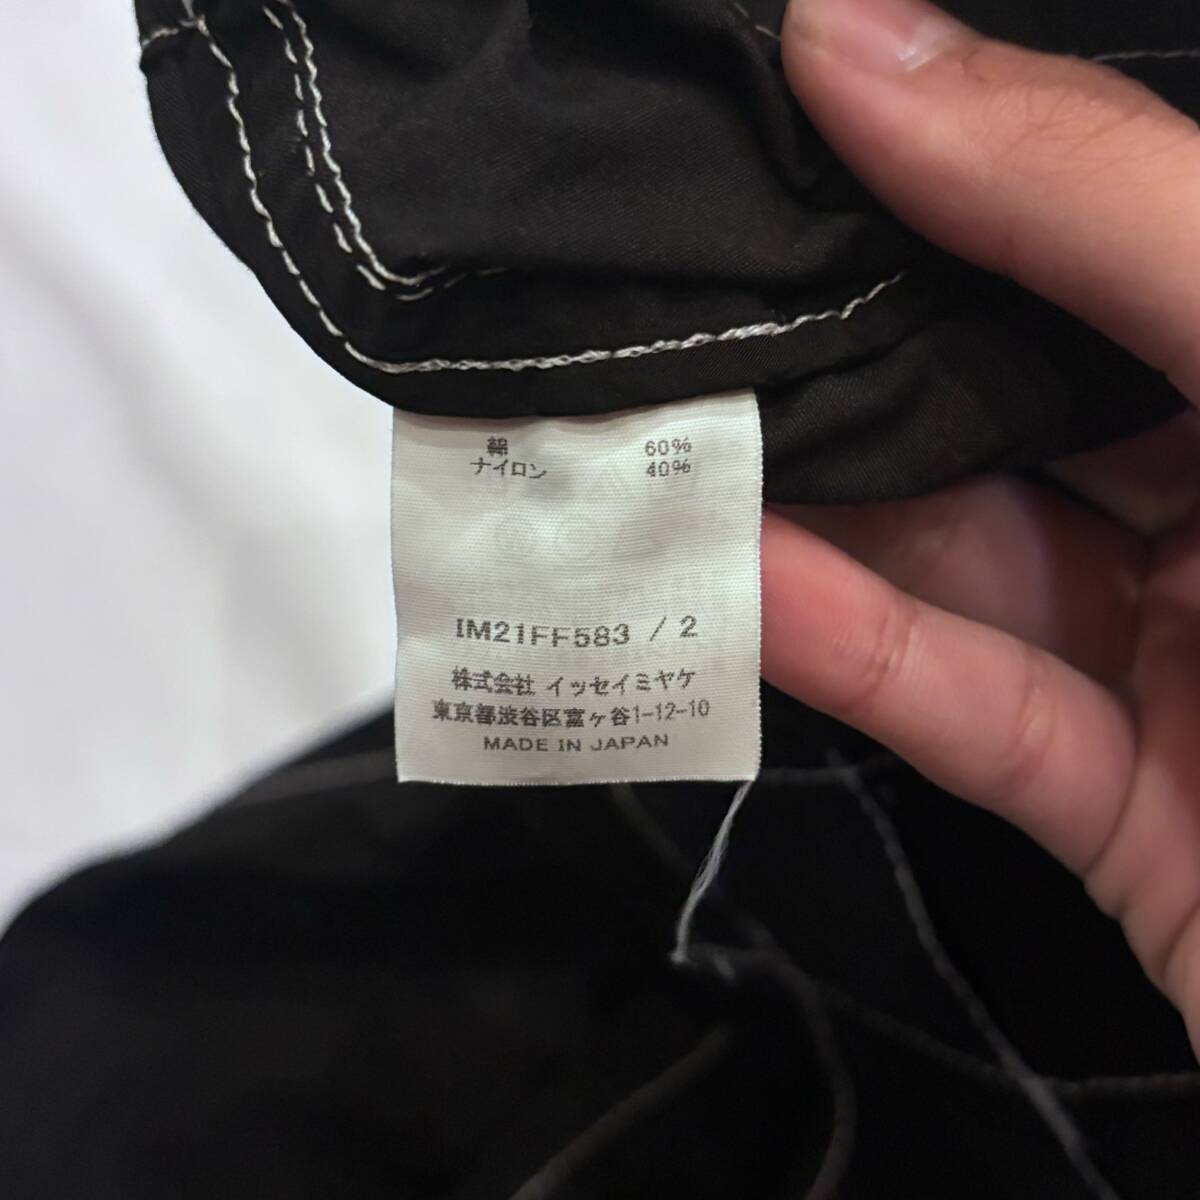 綿 60%
ナイロン 40%
IM21FF583 / 2
株式会社 イッセイミヤケ
東京都渋谷区富ヶ谷1-12-10
MADE IN JAPAN